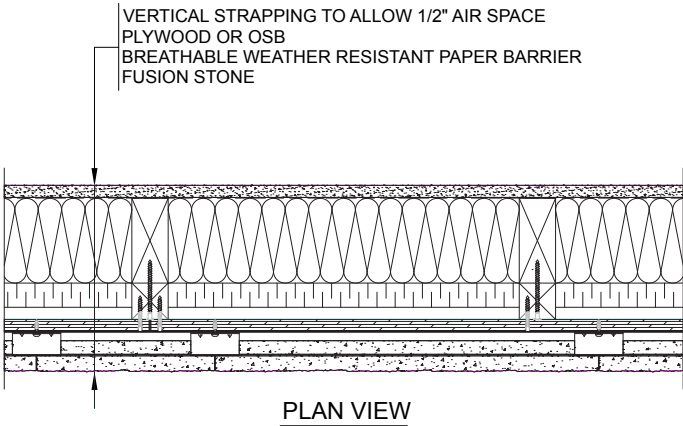 VERTICAL STRAPPING TO ALLOW 1/2" AIR SPACE
PLYWOOD OR OSB
BREATHABLE WEATHER RESISTANT PAPER BARRIER
FUSION STONE
PLAN VIEW